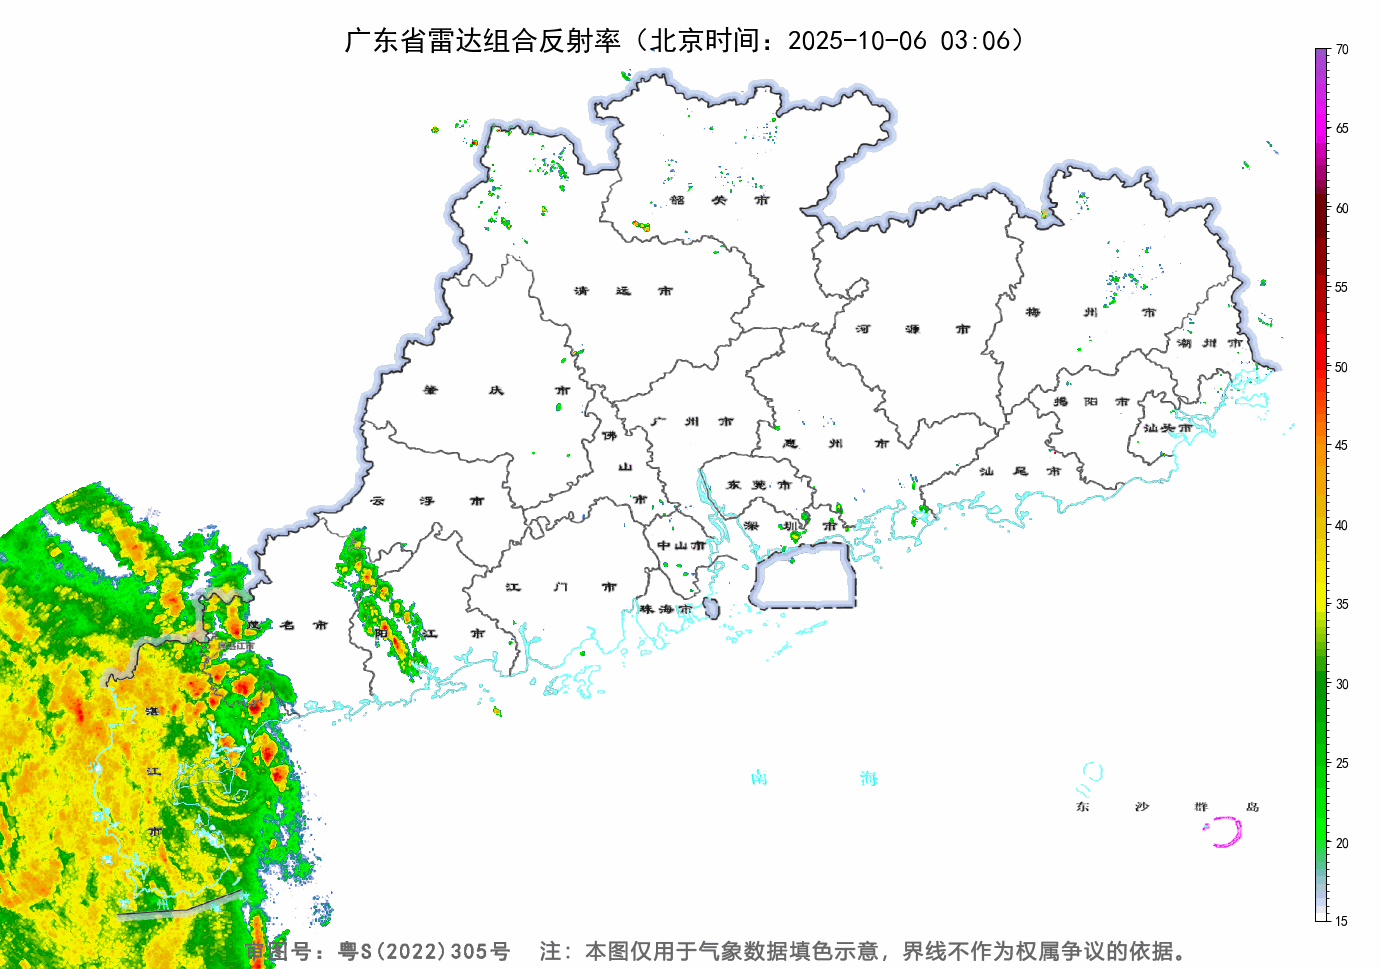 广东省雷达组合反射率（北京时间：2025-10-06 03:06）
70
65
60
55
50
45
40
35
30
25
20
15
韶关市
清远市
河源市
梅州市
潮州市
肇庆市
广州市
揭阳市
汕头市
佛山市
惠州市
汕尾市
云浮市
东莞市
深圳市
中山市
江门市
珠海市
茂名市
阳江市
湛江市
南海
东沙群岛
审图号：粤S(2022)305号　注：本图仅用于气象数据填色示意，界线不作为权属争议的依据。